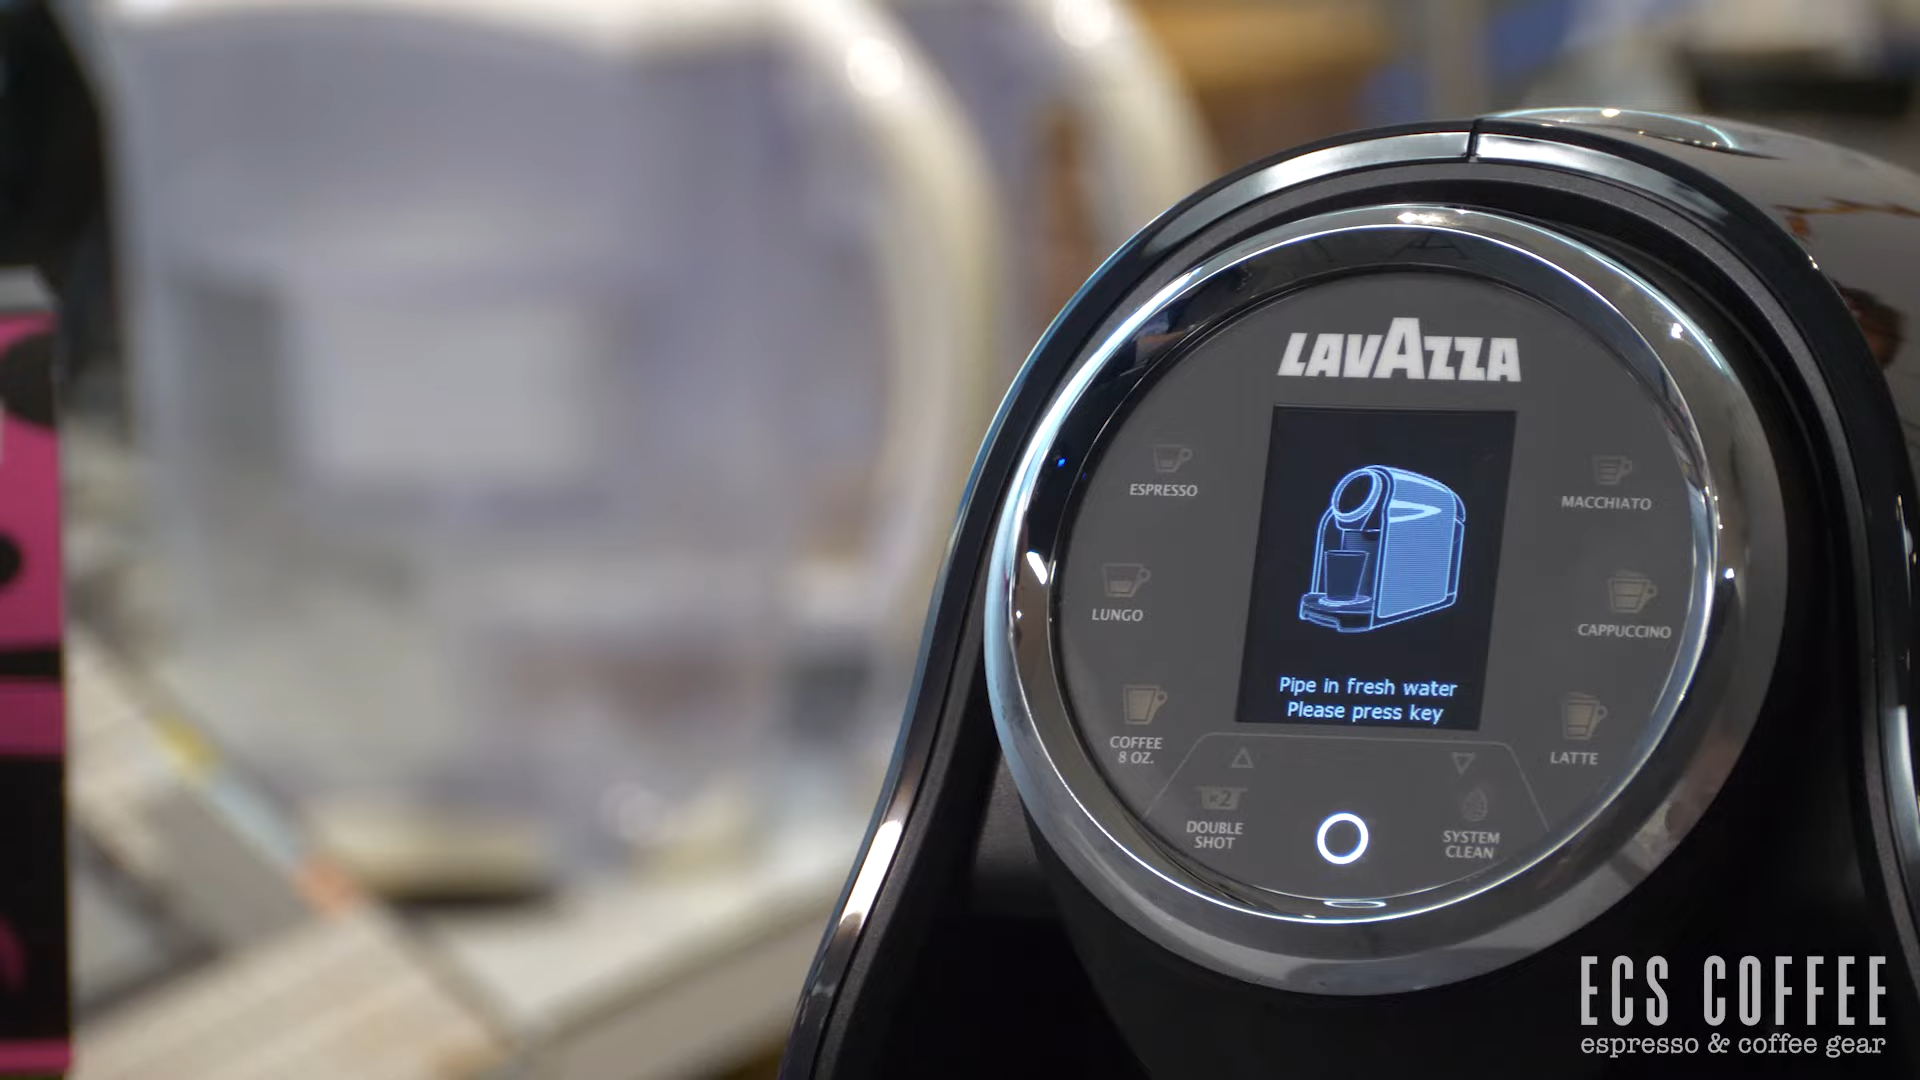 LAVAZZA
ESPRESSO
MACCHIATO
LUNGO
CAPPUCCINO
Pipe in fresh water
Please press key
COFFEE
8 OZ.
LATTE
x2
DOUBLE
SHOT
SYSTEM
CLEAN
ECS COFFEE
espresso & coffee gear